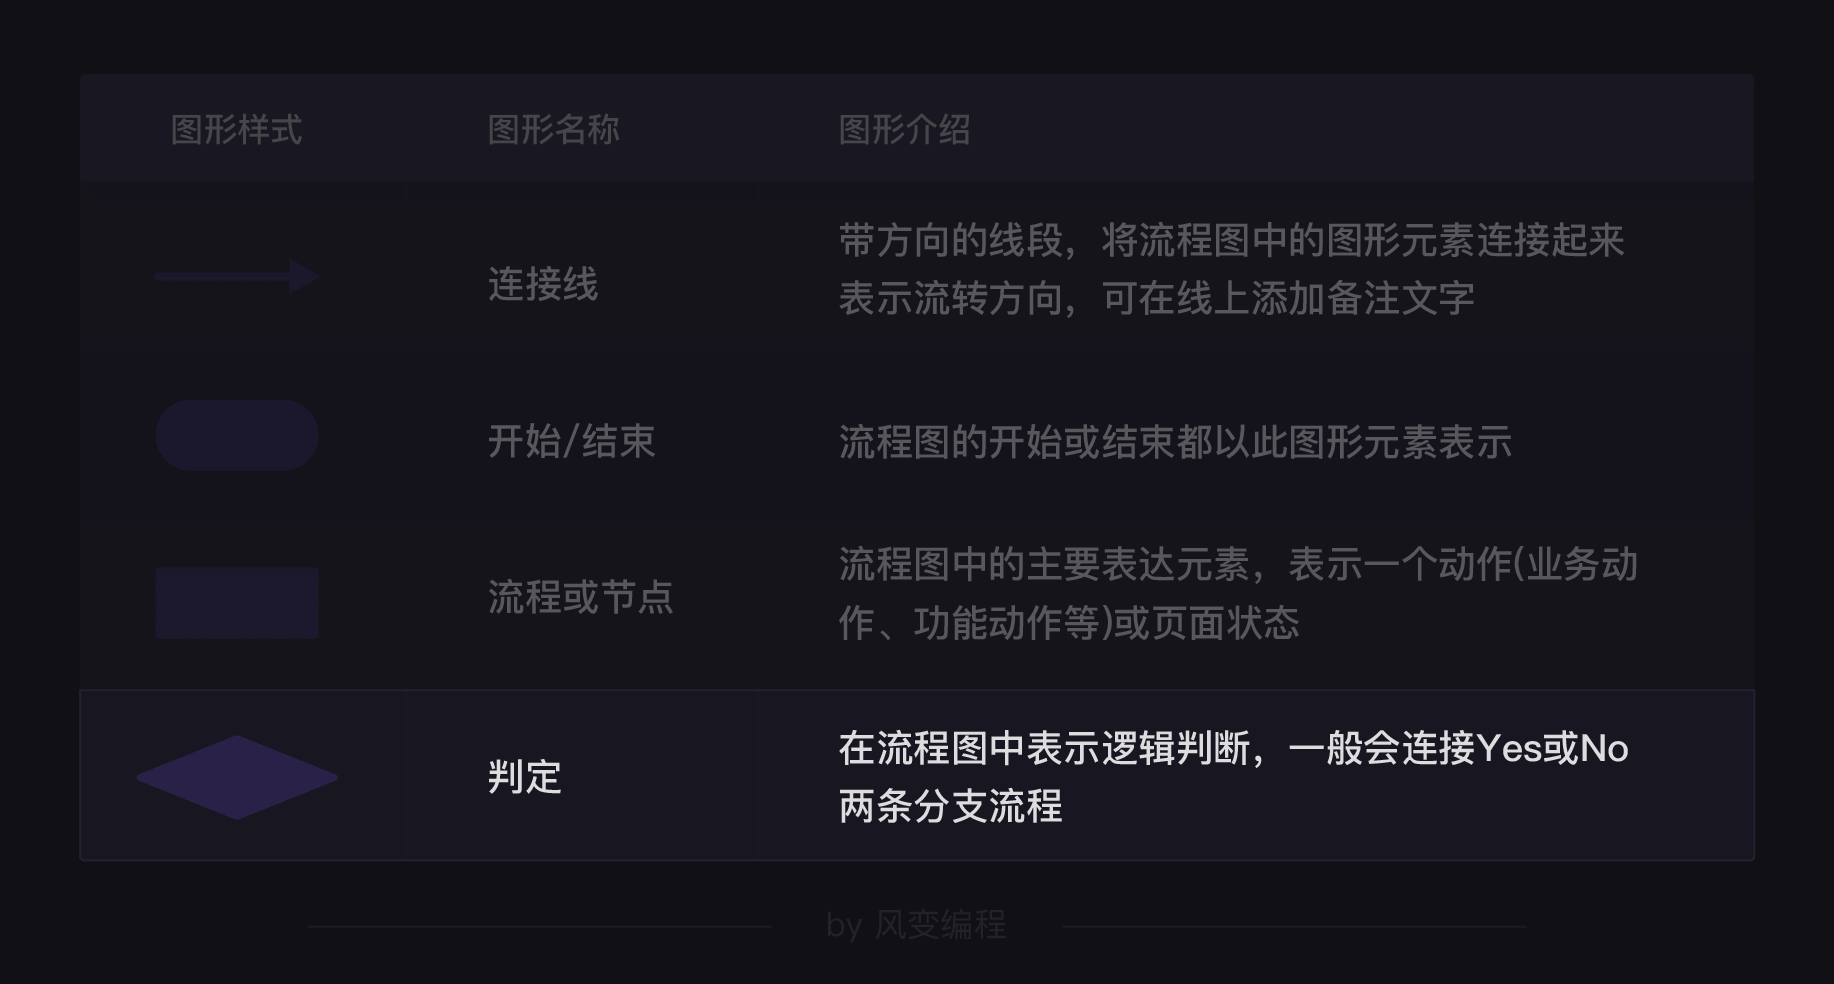 图形样式 图形名称 图形介绍
带方向的线段，将流程图中的图形元素连接起来
连接线
表示流转方向，可在线上添加备注文字
开始/结束 流程图的开始或结束都以此图形元素表示
流程图中的主要表达元素，表示一个动作(业务动
流程或节点
作、功能动作等)或页面状态
在流程图中表示逻辑判断，一般会连接Yes或No
判定
两条分支流程
by 风变编程